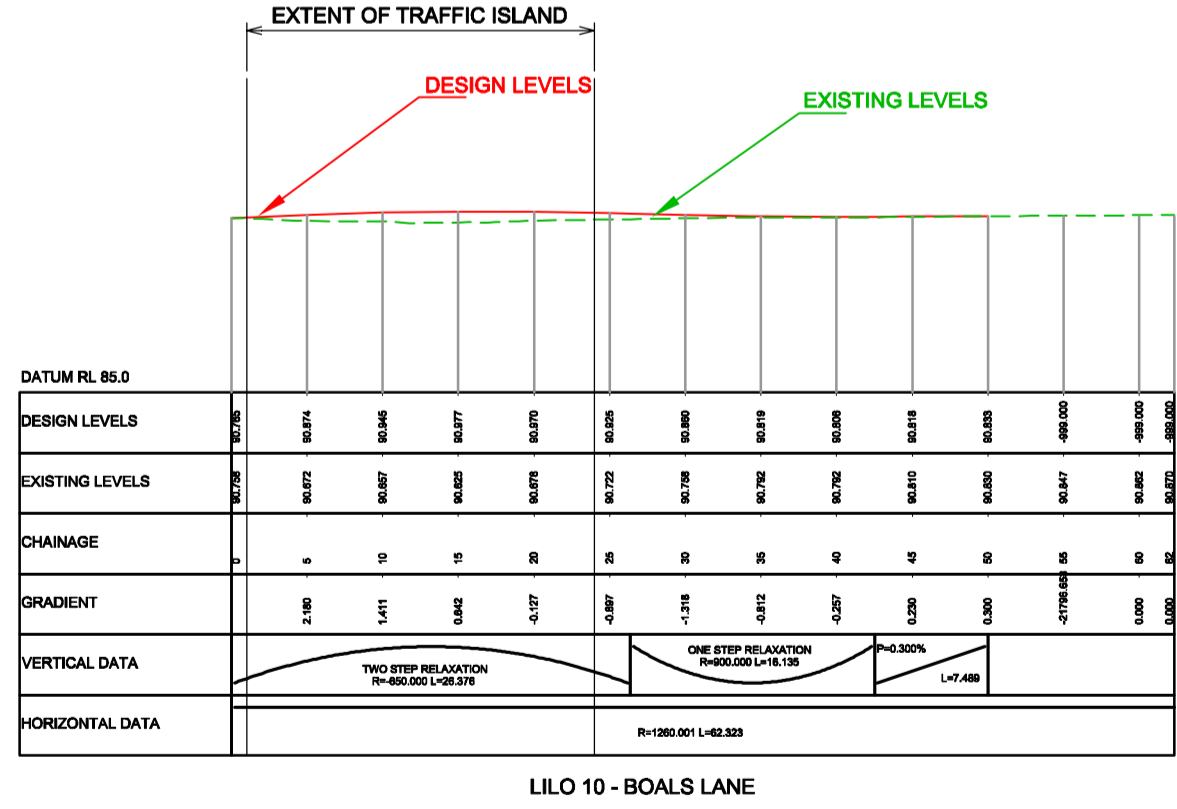 EXTENT OF TRAFFIC ISLAND
DESIGN LEVELS
EXISTING LEVELS
DATUM RL 85.0
DESIGN LEVELS 90.765 90.874 90.945 90.977 90.970 90.925 90.860 90.819 90.806 90.818 90.833 -999.000 -999.000 -999.000
EXISTING LEVELS 90.758 90.672 90.657 90.625 90.678 90.722 90.758 90.792 90.792 90.810 90.830 90.847 90.862 90.870
CHAINAGE 0 5 10 15 20 25 30 35 40 45 50 55 60 62
GRADIENT 2.180 1.411 0.642 -0.127 -0.897 -1.318 -0.812 -0.257 0.230 0.300 -21796.653 0.000 0.000
VERTICAL DATA
TWO STEP RELAXATION
R=-650.000 L=26.376
ONE STEP RELAXATION
R=900.000 L=16.135
P=0.300%
L=7.489
HORIZONTAL DATA
R=1260.001 L=62.323
LILO 10 - BOALS LANE